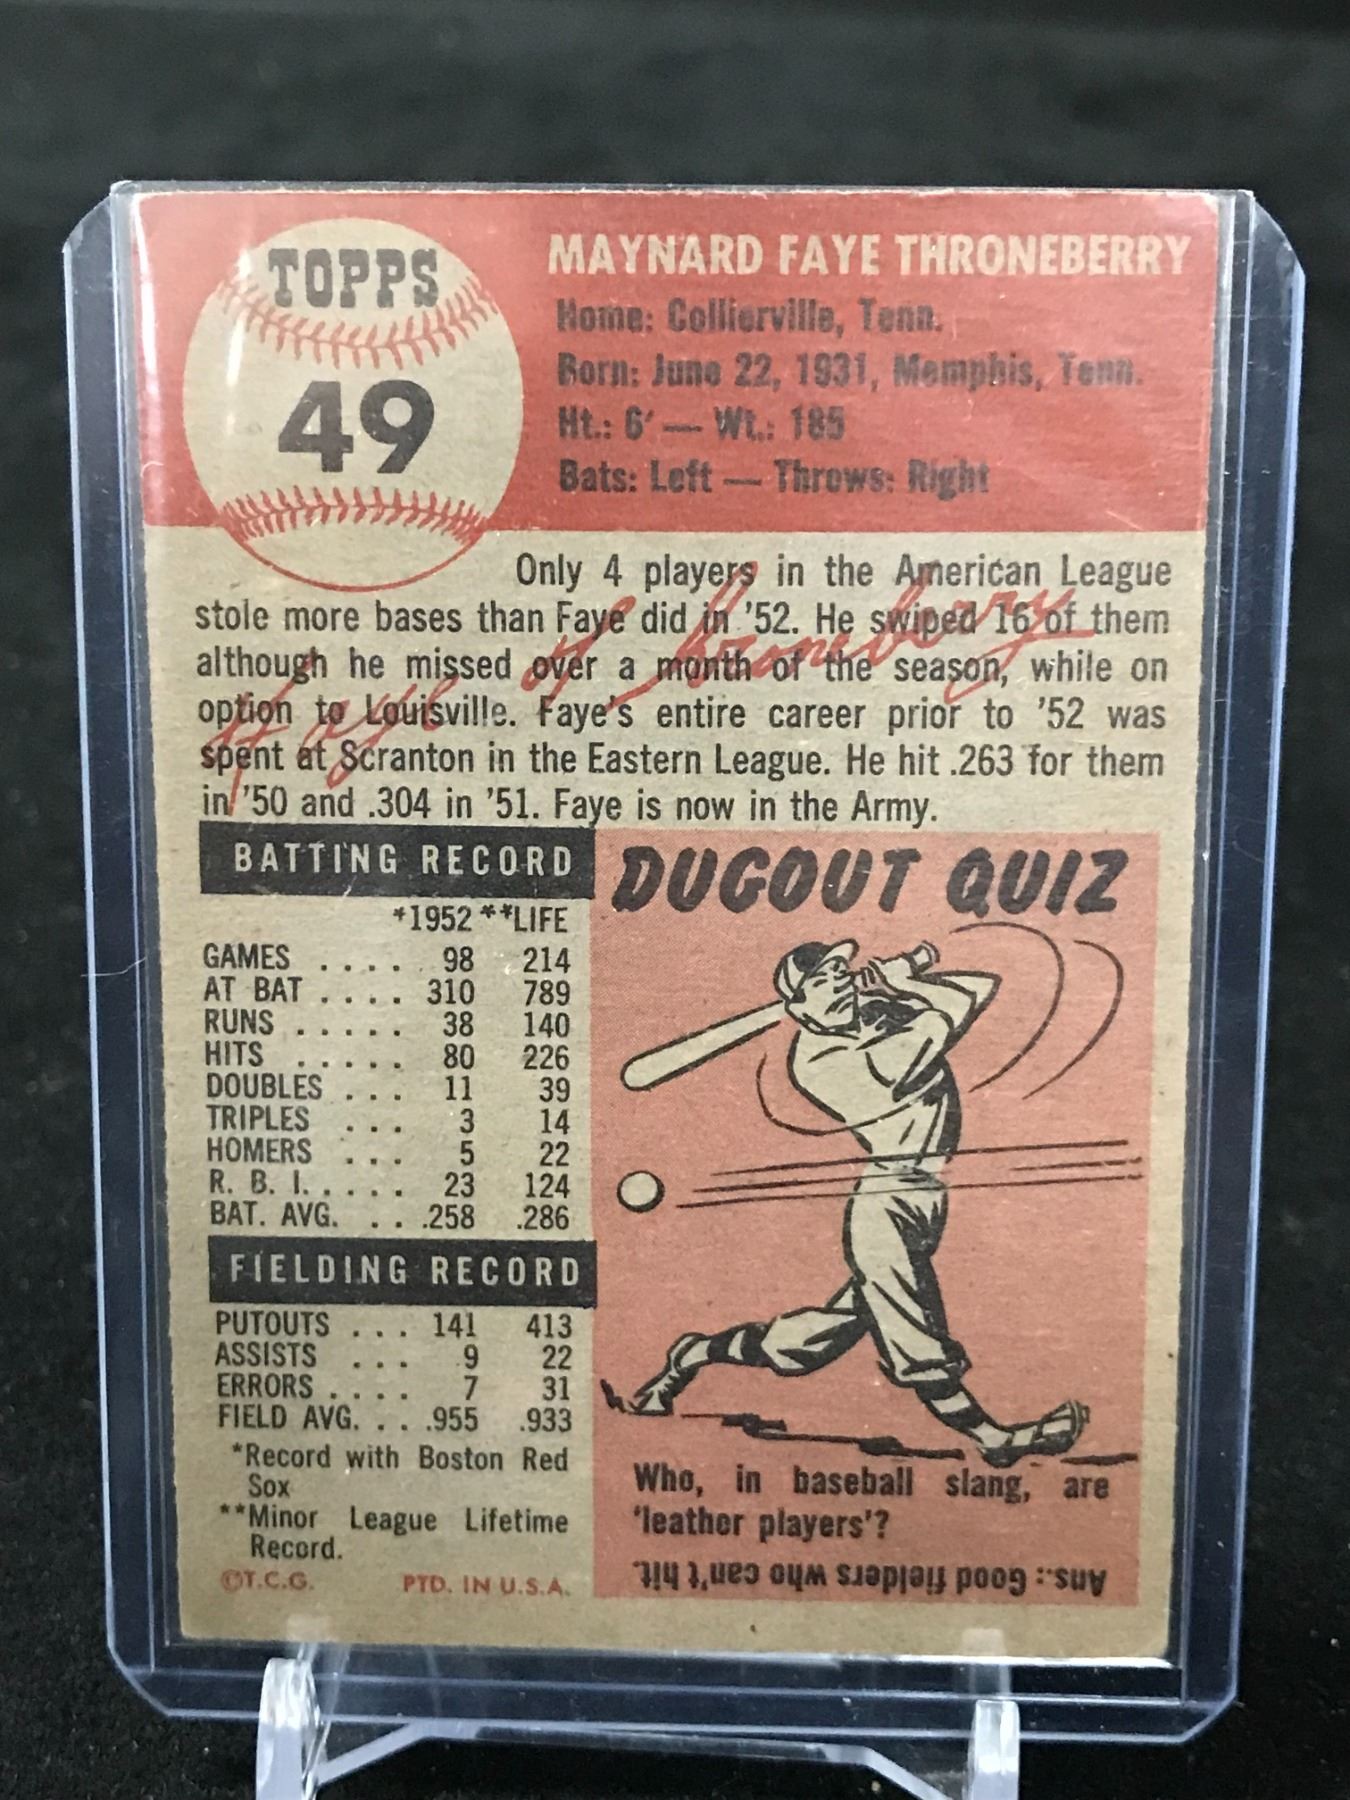 TOPPS
49
MAYNARD FAYE THRONEBERRY
Home: Collierville, Tenn.
Born: June 22, 1931, Memphis, Tenn.
Ht.: 6' — Wt.: 185
Bats: Left — Throws: Right
Only 4 players in the American League
stole more bases than Faye did in '52. He swiped 16 of them
although he missed over a month of the season, while on
option to Louisville. Faye's entire career prior to '52 was
spent at Scranton in the Eastern League. He hit .263 for them
in '50 and .304 in '51. Faye is now in the Army.
Faye Throneberry
BATTING RECORD
*1952 **LIFE
GAMES .... 98 214
AT BAT .... 310 789
RUNS ..... 38 140
HITS ..... 80 226
DOUBLES ... 11 39
TRIPLES ... 3 14
HOMERS ... 5 22
R. B. I. .... 23 124
BAT. AVG. .. .258 .286
FIELDING RECORD
PUTOUTS ... 141 413
ASSISTS ... 9 22
ERRORS .... 7 31
FIELD AVG. .. .955 .933
*Record with Boston Red
Sox
**Minor League Lifetime
Record.
©T.C.G. PTD. IN U.S.A.
DUGOUT QUIZ
Who, in baseball slang, are
'leather players'?
Ans.: Good fielders who can't hit.